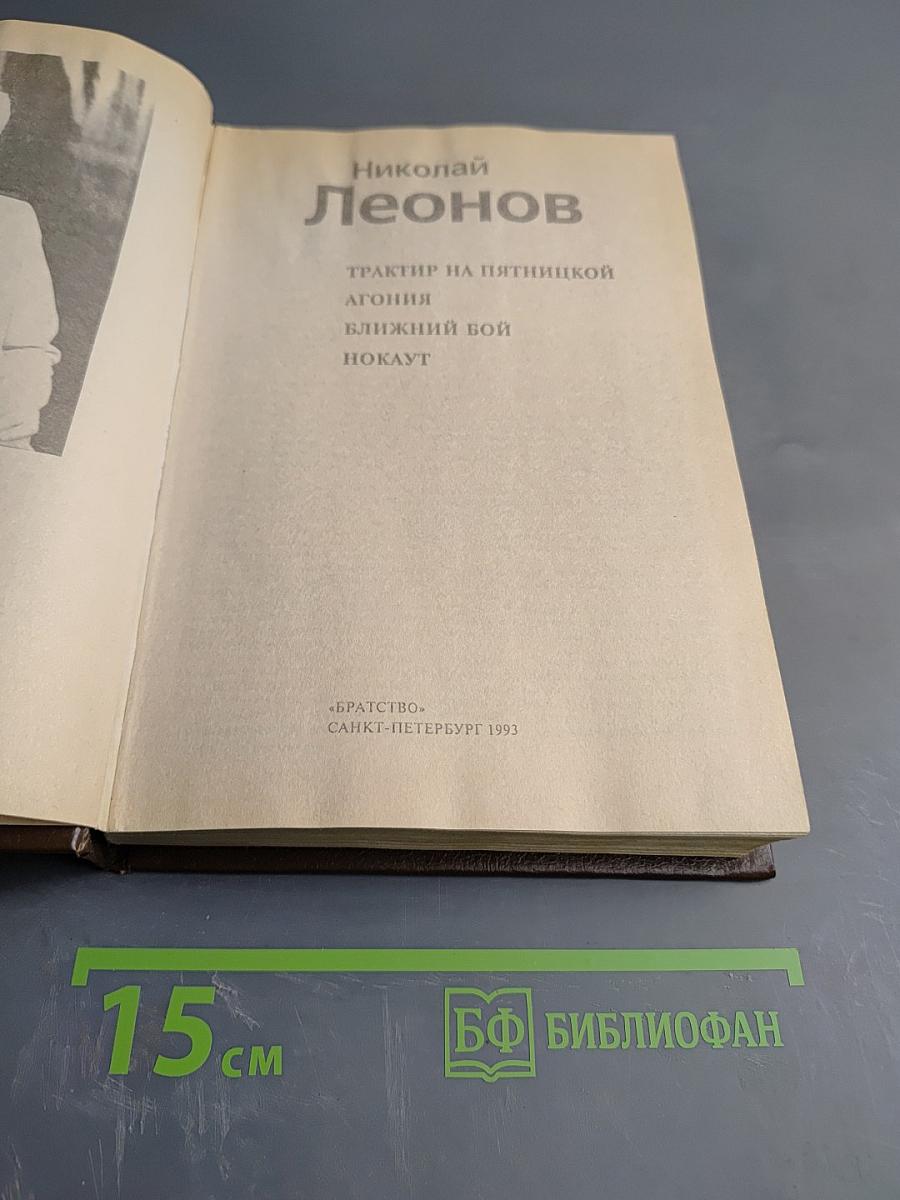 Николай
Леонов
ТРАКТИР НА ПЯТНИЦКОЙ
АГОНИЯ
БЛИЖНИЙ БОЙ
НОКАУТ
«БРАТСТВО»
САНКТ-ПЕТЕРБУРГ 1993
15 см
БФ БИБЛИОФАН